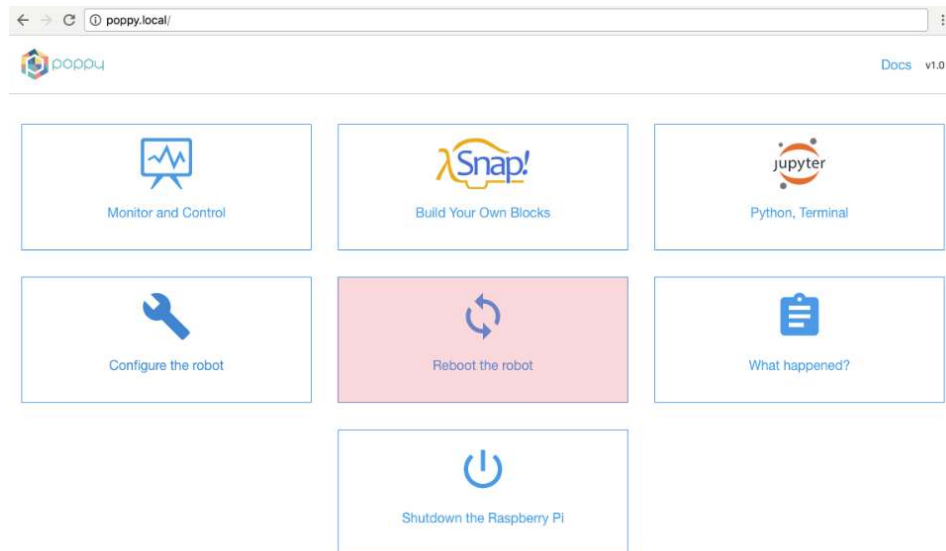 poppy.local/
poppy
Docs v1.0
λSnap!
jupyter
Monitor and Control
Build Your Own Blocks
Python, Terminal
Configure the robot
Reboot the robot
What happened?
Shutdown the Raspberry Pi